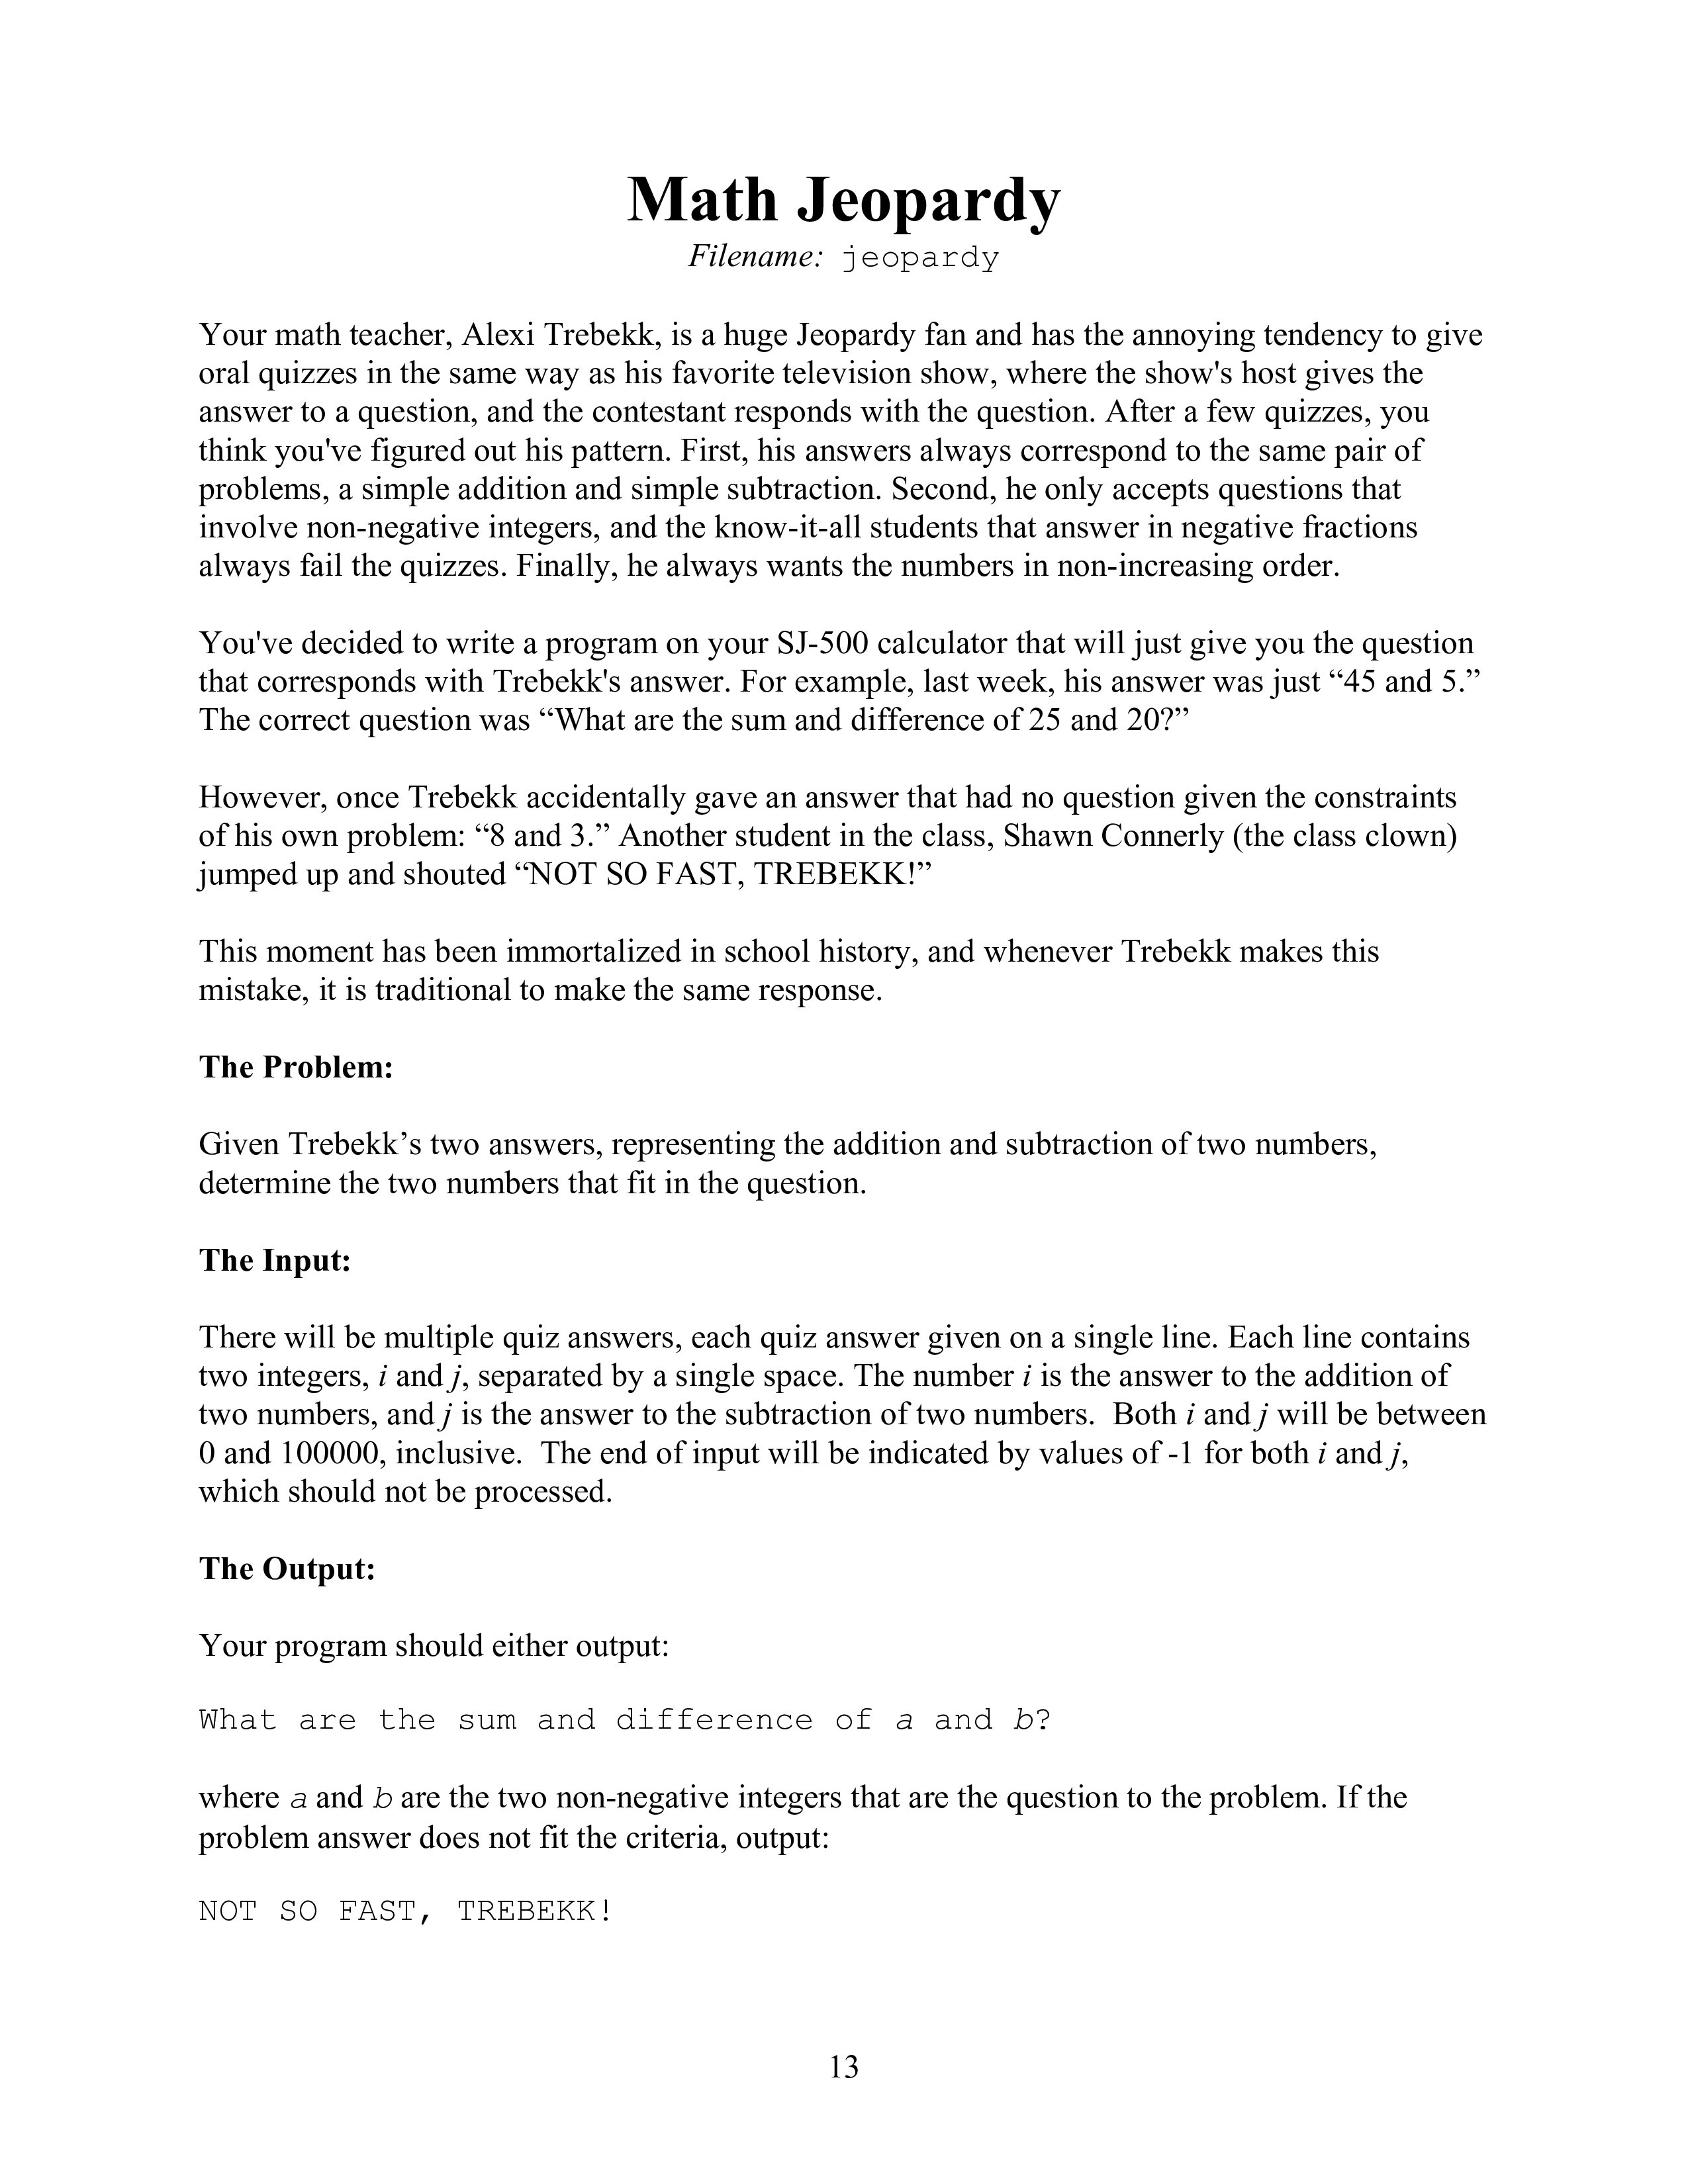 Math Jeopardy
Filename: jeopardy
Your math teacher, Alexi Trebekk, is a huge Jeopardy fan and has the annoying tendency to give
oral quizzes in the same way as his favorite television show, where the show's host gives the
answer to a question, and the contestant responds with the question. After a few quizzes, you
think you've figured out his pattern. First, his answers always correspond to the same pair of
problems, a simple addition and simple subtraction. Second, he only accepts questions that
involve non-negative integers, and the know-it-all students that answer in negative fractions
always fail the quizzes. Finally, he always wants the numbers in non-increasing order.
You've decided to write a program on your SJ-500 calculator that will just give you the question
that corresponds with Trebekk's answer. For example, last week, his answer was just “45 and 5.”
The correct question was “What are the sum and difference of 25 and 20?”
However, once Trebekk accidentally gave an answer that had no question given the constraints
of his own problem: “8 and 3.” Another student in the class, Shawn Connerly (the class clown)
jumped up and shouted “NOT SO FAST, TREBEKK!”
This moment has been immortalized in school history, and whenever Trebekk makes this
mistake, it is traditional to make the same response.
The Problem:
Given Trebekk’s two answers, representing the addition and subtraction of two numbers,
determine the two numbers that fit in the question.
The Input:
There will be multiple quiz answers, each quiz answer given on a single line. Each line contains
two integers, i and j, separated by a single space. The number i is the answer to the addition of
two numbers, and j is the answer to the subtraction of two numbers.  Both i and j will be between
0 and 100000, inclusive.  The end of input will be indicated by values of -1 for both i and j,
which should not be processed.
The Output:
Your program should either output:
What are the sum and difference of a and b?
where a and b are the two non-negative integers that are the question to the problem. If the
problem answer does not fit the criteria, output:
NOT SO FAST, TREBEKK!
13